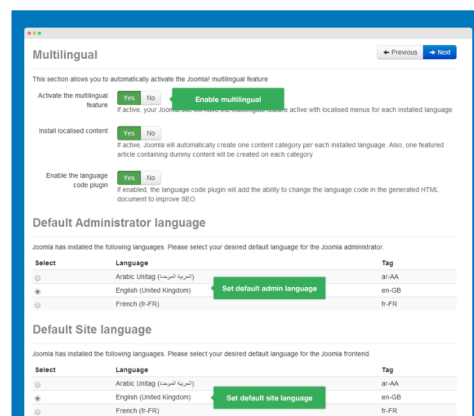 Multilingual
← Previous → Next
This section allows you to automatically activate the Joomla! multilingual feature
Activate the multilingual feature Yes No Enable multilingual
If active, your Joomla site will have the multilingual feature active with localised menus for each installed language
Install localised content Yes No
If active, Joomla will automatically create one content category per each installed language. Also, one featured
article containing dummy content will be created on each category
Enable the language code plugin Yes No
If enabled, the language code plugin will add the ability to change the language code in the generated HTML
document to improve SEO.
Default Administrator language
Joomla has installed the following languages. Please select your desired default language for the Joomla administrator.
Select Language Tag
Arabic Unitag (العربية الموحدة) ar-AA
English (United Kingdom) Set default admin language en-GB
French (fr-FR) fr-FR
Default Site language
Joomla has installed the following languages. Please select your desired default language for the Joomla frontend.
Select Language Tag
Arabic Unitag (العربية الموحدة) ar-AA
English (United Kingdom) Set default site language en-GB
French (fr-FR) fr-FR